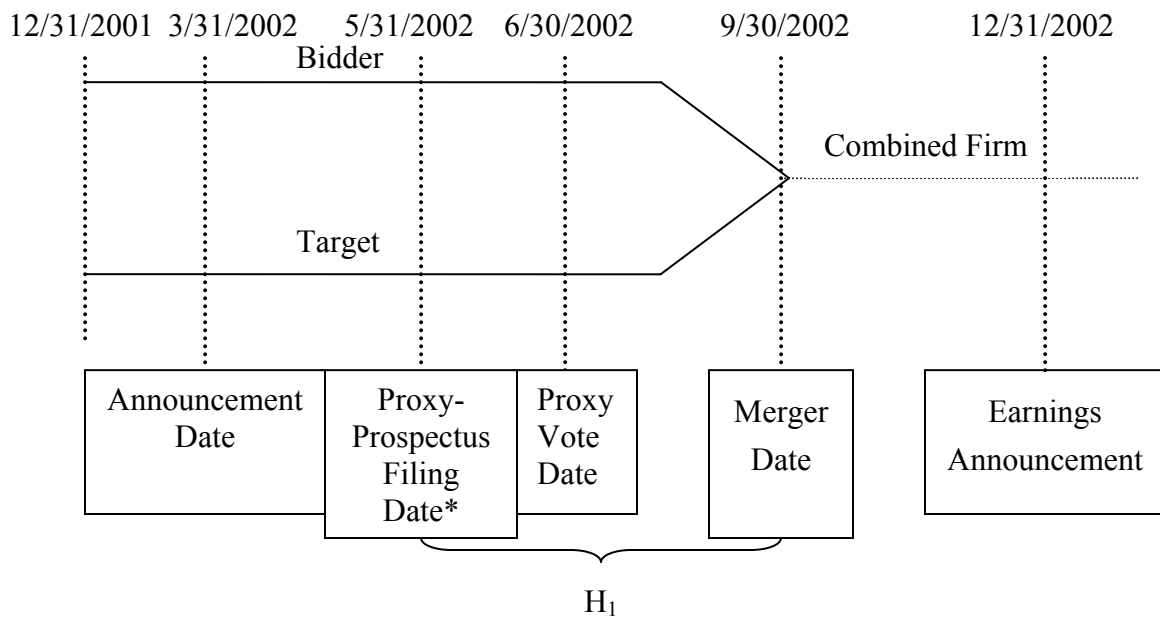 12/31/2001 3/31/2002 5/31/2002 6/30/2002 9/30/2002 12/31/2002
Bidder
Combined Firm
Target
Announcement
Date
Proxy-
Prospectus
Filing
Date*
Proxy
Vote
Date
Merger
Date
Earnings
Announcement
H₁